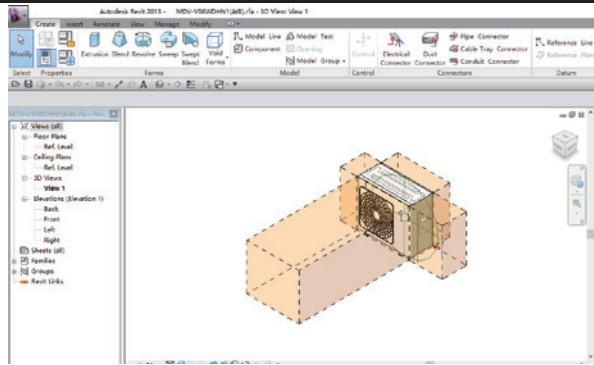 Autodesk Revit 2015 - MDV-V16WDHN1(ME).rfa - 3D View: View 1
Create Insert Annotate View Manage Modify
Modify Extrusion Blend Revolve Sweep Swept Blend Void Forms
Model Line Model Text
Component Opening
Model Group
Control
Electrical Connector Duct Connector
Pipe Connector
Cable Tray Connector
Conduit Connector
Reference Line
Reference Plane
Select Properties Forms Model Control Connectors Datum
Views (all)
Floor Plans
Ref. Level
Ceiling Plans
Ref. Level
3D Views
View 1
Elevations (Elevation 1)
Back
Front
Left
Right
Sheets (all)
Families
Groups
Revit Links